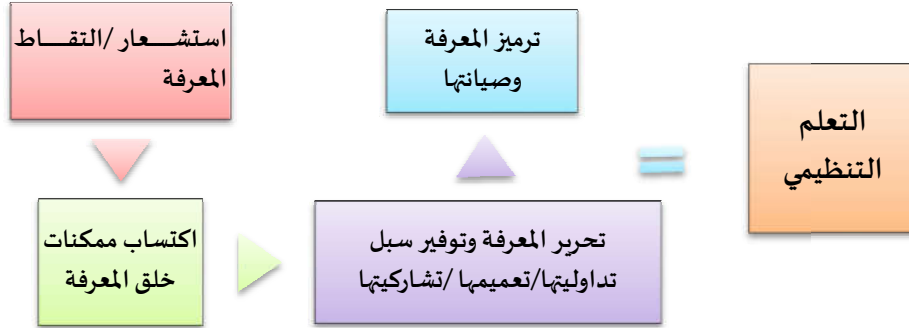 استشعار /التقاط
المعرفة
اكتساب ممكنات
خلق المعرفة
تحرير المعرفة وتوفير سبل
تداوليتها/تعميمها /تشاركيتها
ترميز المعرفة
وصيانتها
=
التعلم
التنظيمي